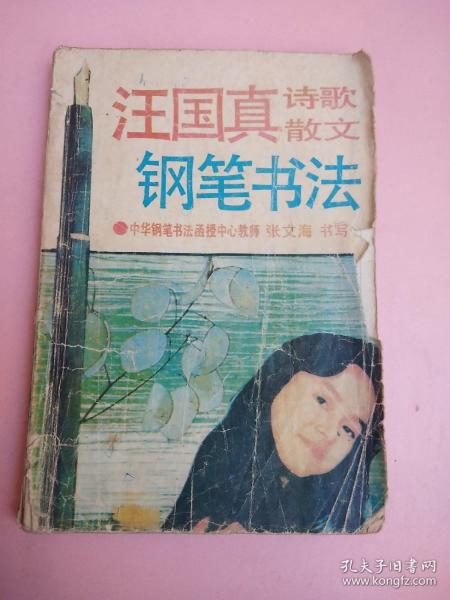 汪国真诗歌
散文
钢笔书法
中华钢笔书法函授中心教师 张文海 书写
孔夫子旧书网
www.kongfz.com